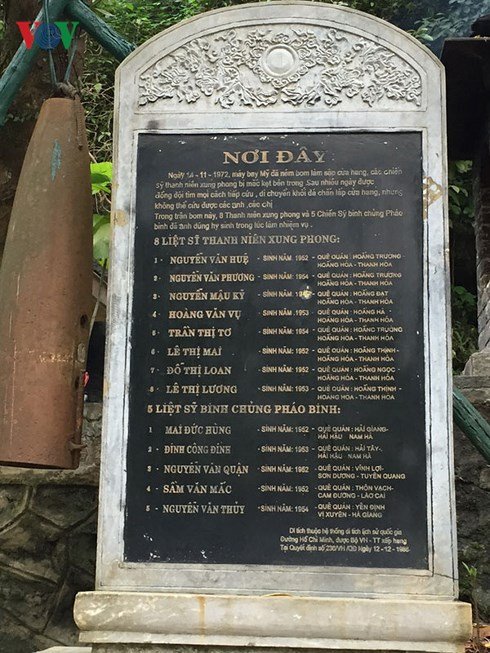 VOV
NƠI ĐÂY
Ngày 14 - 11 - 1972, máy bay Mỹ đã ném bom làm sập cửa hang, các chiến
sỹ thanh niên xung phong bị móc kẹt bên trong. Sau nhiều ngày được
đồng đội tìm mọi cách tiếp cứu, di chuyển khối đá chắn lấp cửa hang, nhưng
không thể cứu được các anh, các chị
Trong trận bom này, 8 Thanh niên xung phong và 5 Chiến Sỹ binh chủng Pháo
binh đã anh dũng hy sinh trong lúc làm nhiệm vụ.
8 LIỆT SĨ THANH NIÊN XUNG PHONG:
1 - NGUYỄN VĂN HUỆ - SINH NĂM: 1952 - QUÊ QUÁN: HOẰNG TRƯỜNG
HOẰNG HÓA - THANH HÓA
2 - NGUYỄN VĂN PHƯƠNG - SINH NĂM: 1954 - QUÊ QUÁN: HOẰNG TRƯỜNG
HOẰNG HÓA - THANH HÓA
3 - NGUYỄN MẬU KỸ - SINH NĂM: - QUÊ QUÁN: HOẰNG ĐẠT
HOẰNG HÓA - THANH HÓA
4 - HOÀNG VĂN VỤ - SINH NĂM: 1953 - QUÊ QUÁN: HOẰNG HÀ
HOẰNG HÓA - THANH HÓA
5 - TRẦN THỊ TƠ - SINH NĂM: 1954 - QUÊ QUÁN: HOẰNG TRƯỜNG
HOẰNG HÓA - THANH HÓA
6 - LÊ THỊ MAI - SINH NĂM: 1952 - QUÊ QUÁN: HOẰNG THỊNH -
HOẰNG HÓA - THANH HÓA
7 - ĐỖ THỊ LOAN - SINH NĂM: 1952 - QUÊ QUÁN: HOẰNG NGỌC -
HOẰNG HÓA - THANH HÓA
8 - LÊ THỊ LƯƠNG - SINH NĂM: 1953 - QUÊ QUÁN: HOẰNG THỊNH -
HOẰNG HÓA - THANH HÓA
5 LIỆT SỸ BINH CHỦNG PHÁO BINH:
1 MAI ĐỨC HÙNG - SINH NĂM: 1952 - QUÊ QUÁN: HẢI GIANG-
HẢI HẬU NAM HÀ
2 - ĐINH CÔNG ĐÍNH - SINH NĂM: 1953 - QUÊ QUÁN: HẢI TÂY-
HẢI HẬU NAM HÀ
3 - NGUYỄN VĂN QUẬN - SINH NĂM: 1952 - QUÊ QUÁN: VĨNH LỢI-
SƠN DƯƠNG - TUYÊN QUANG
4 - SẦM VĂN MẮC - SINH NĂM: 1952 - QUÊ QUÁN: THÔN VẠCH-
CAM ĐƯỜNG - LÀO CAI
5 - NGUYỄN VĂN THỦY - SINH NĂM: 1954 - QUÊ QUÁN: YÊN ĐỊNH
VỊ XUYÊN - HÀ GIANG
Di tích thuộc hệ thống di tích lịch sử quốc gia
Đường Hồ Chí Minh, được Bộ VH - TT xếp hạng
Tại Quyết định số 236/VH /QĐ Ngày 12 - 12 - 1986